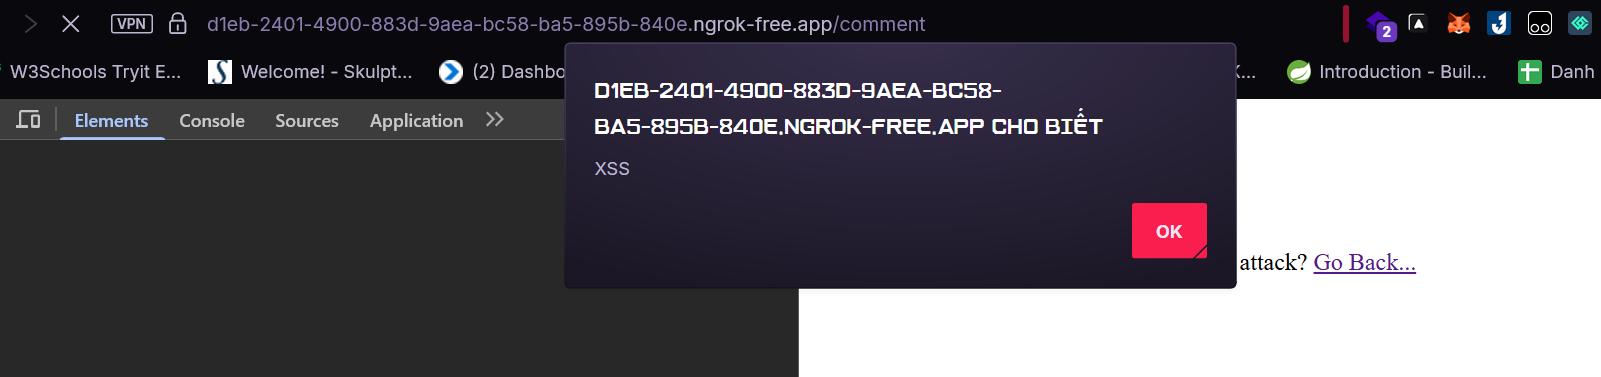 VPN d1eb-2401-4900-883d-9aea-bc58-ba5-895b-840e.ngrok-free.app/comment 2
W3Schools Tryit E... Welcome! - Skulpt... (2) Dashbo K... Introduction - Buil... Danh
D1EB-2401-4900-883D-9AEA-BC58-
BA5-895B-840E.NGROK-FREE.APP CHO BIẾT
Elements Console Sources Application
XSS
OK
attack? Go Back...